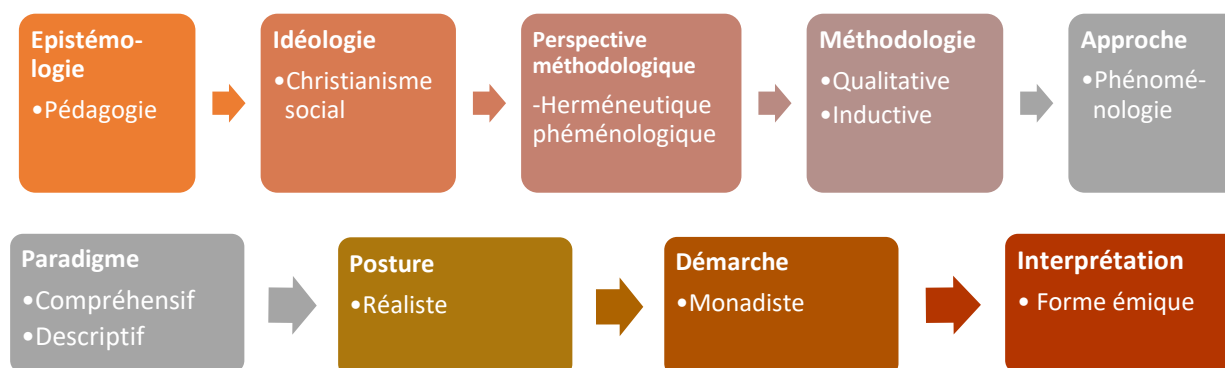 Epistémo-
logie
•Pédagogie
Idéologie
•Christianisme
social
Perspective
méthodologique
-Herméneutique
phéménologique
Méthodologie
•Qualitative
•Inductive
Approche
•Phénomé-
nologie
Paradigme
•Compréhensif
•Descriptif
Posture
•Réaliste
Démarche
•Monadiste
Interprétation
• Forme émique